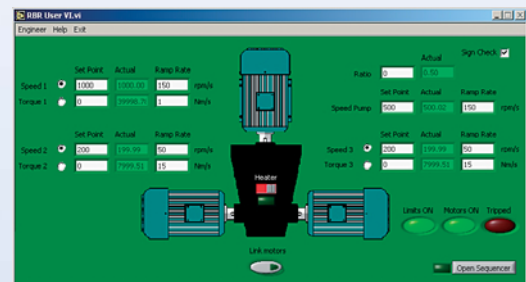 RBR User VI.vi
Engineer Help Exit
Set Point Actual Ramp Rate
Speed 1 1000 1000.00 150 rpm/s
Torque 1 0 39998.70 1 Nm/s
Set Point Actual Ramp Rate
Speed 2 200 199.99 50 rpm/s
Torque 2 0 7999.51 15 Nm/s
Heater
Link motors
Sign Check
Actual
Ratio 0 0.50
Speed Pump 500 500.02 150 rpm/s
Set Point Actual Ramp Rate
Speed 3 200 199.99 50 rpm/s
Torque 3 0 7999.51 15 Nm/s
Limits ON Motors ON Tripped
Open Sequencer